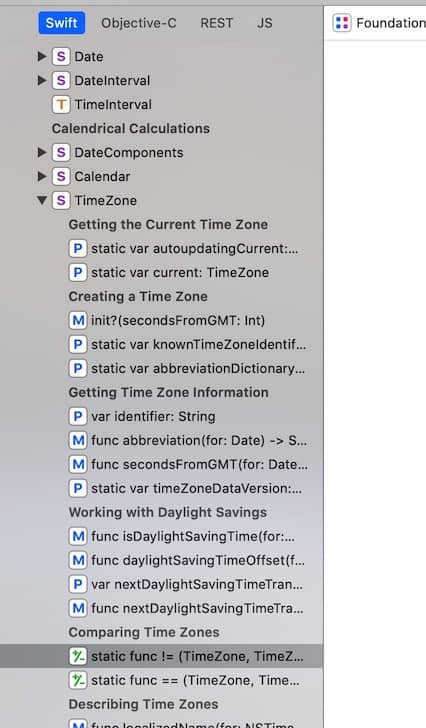 Swift Objective-C REST JS Foundation
S Date
S DateInterval
T TimeInterval
Calendrical Calculations
S DateComponents
S Calendar
S TimeZone
Getting the Current Time Zone
P static var autoupdatingCurrent:...
P static var current: TimeZone
Creating a Time Zone
M init?(secondsFromGMT: Int)
P static var knownTimeZoneIdentif...
P static var abbreviationDictionary...
Getting Time Zone Information
P var identifier: String
M func abbreviation(for: Date) -> S...
M func secondsFromGMT(for: Date...
P static var timeZoneDataVersion:...
Working with Daylight Savings
M func isDaylightSavingTime(for:...
M func daylightSavingTimeOffset(f...
P var nextDaylightSavingTimeTran...
M func nextDaylightSavingTimeTra...
Comparing Time Zones
static func != (TimeZone, TimeZ...
static func == (TimeZone, Time...
Describing Time Zones
M func localizedName(for: NSTime...